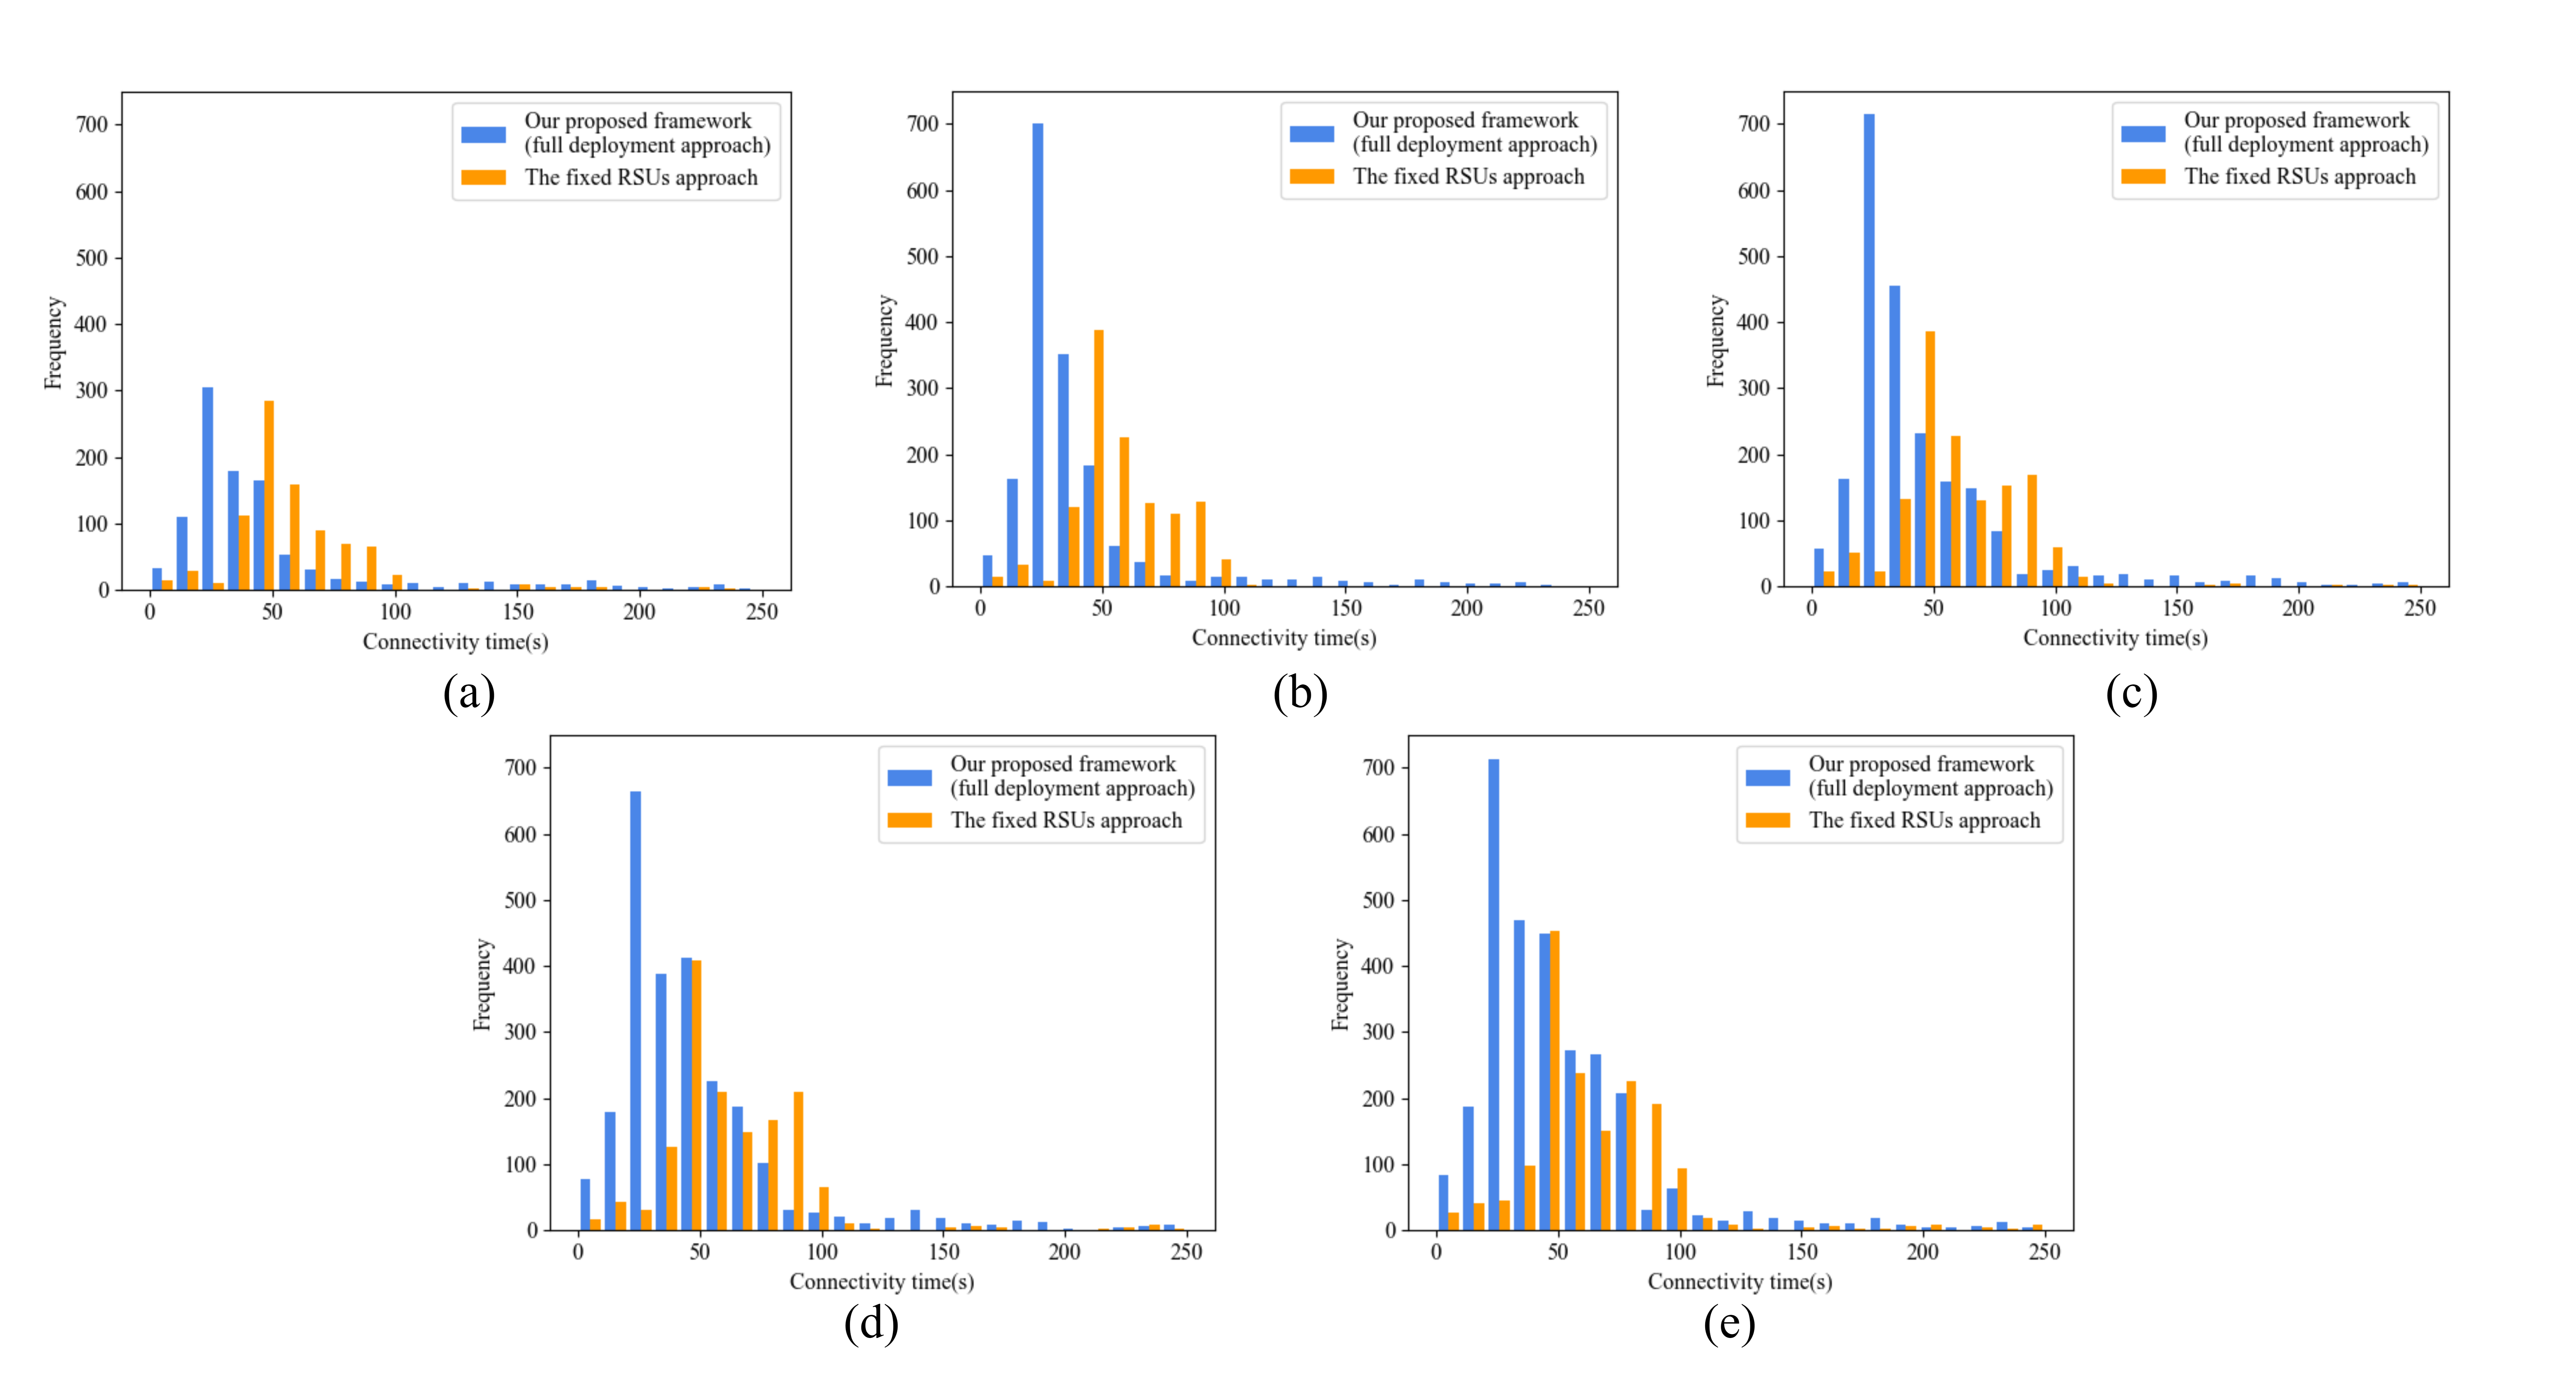 700
600
500
400
300
200
100
0
Frequency
Our proposed framework
(full deployment approach)
The fixed RSUs approach
0 50 100 150 200 250
Connectivity time(s)
(a)
700
600
500
400
300
200
100
0
Frequency
Our proposed framework
(full deployment approach)
The fixed RSUs approach
0 50 100 150 200 250
Connectivity time(s)
(b)
700
600
500
400
300
200
100
0
Frequency
Our proposed framework
(full deployment approach)
The fixed RSUs approach
0 50 100 150 200 250
Connectivity time(s)
(c)
700
600
500
400
300
200
100
0
Frequency
Our proposed framework
(full deployment approach)
The fixed RSUs approach
0 50 100 150 200 250
Connectivity time(s)
(d)
700
600
500
400
300
200
100
0
Frequency
Our proposed framework
(full deployment approach)
The fixed RSUs approach
0 50 100 150 200 250
Connectivity time(s)
(e)